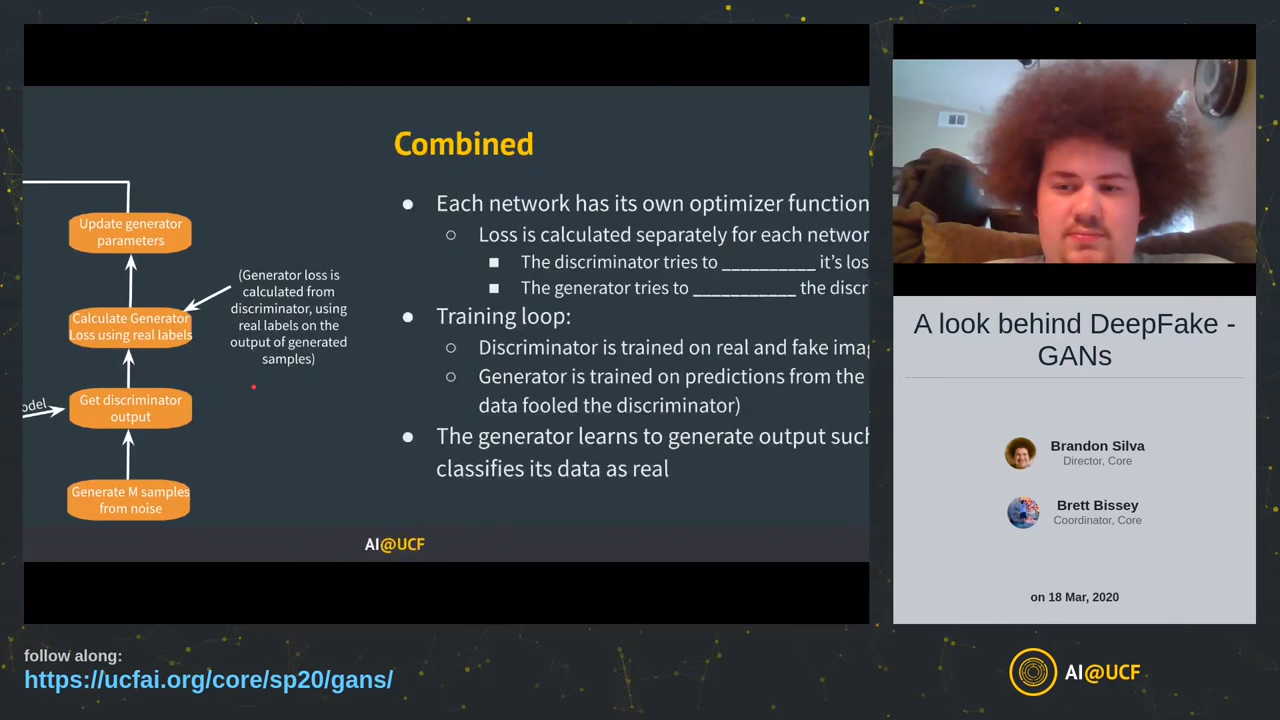 Update generator
parameters
(Generator loss is
calculated from
discriminator, using
real labels on the
output of generated
samples)
Calculate Generator
Loss using real labels
Get discriminator
output
Generate M samples
from noise
Combined
● Each network has its own optimizer function
○ Loss is calculated separately for each networ
■ The discriminator tries to __________ it’s los
■ The generator tries to ___________ the discr
● Training loop:
○ Discriminator is trained on real and fake imag
○ Generator is trained on predictions from the
data fooled the discriminator)
● The generator learns to generate output such
classifies its data as real
AI@UCF
A look behind DeepFake -
GANs
Brandon Silva
Director, Core
Brett Bissey
Coordinator, Core
on 18 Mar, 2020
follow along:
https://ucfai.org/core/sp20/gans/
AI@UCF